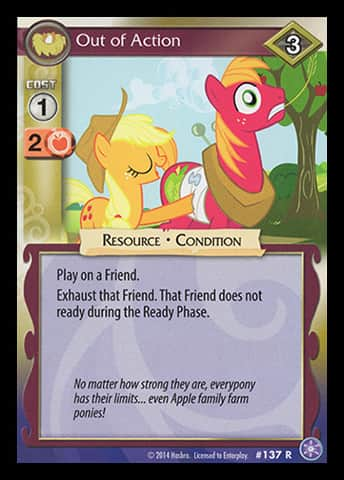 Out of Action
3
COST
1
2
RESOURCE • CONDITION
Play on a Friend.
Exhaust that Friend. That Friend does not
ready during the Ready Phase.
No matter how strong they are, everypony
has their limits... even Apple family farm
ponies!
© 2014 Hasbro. Licensed to Enterplay. #137 R